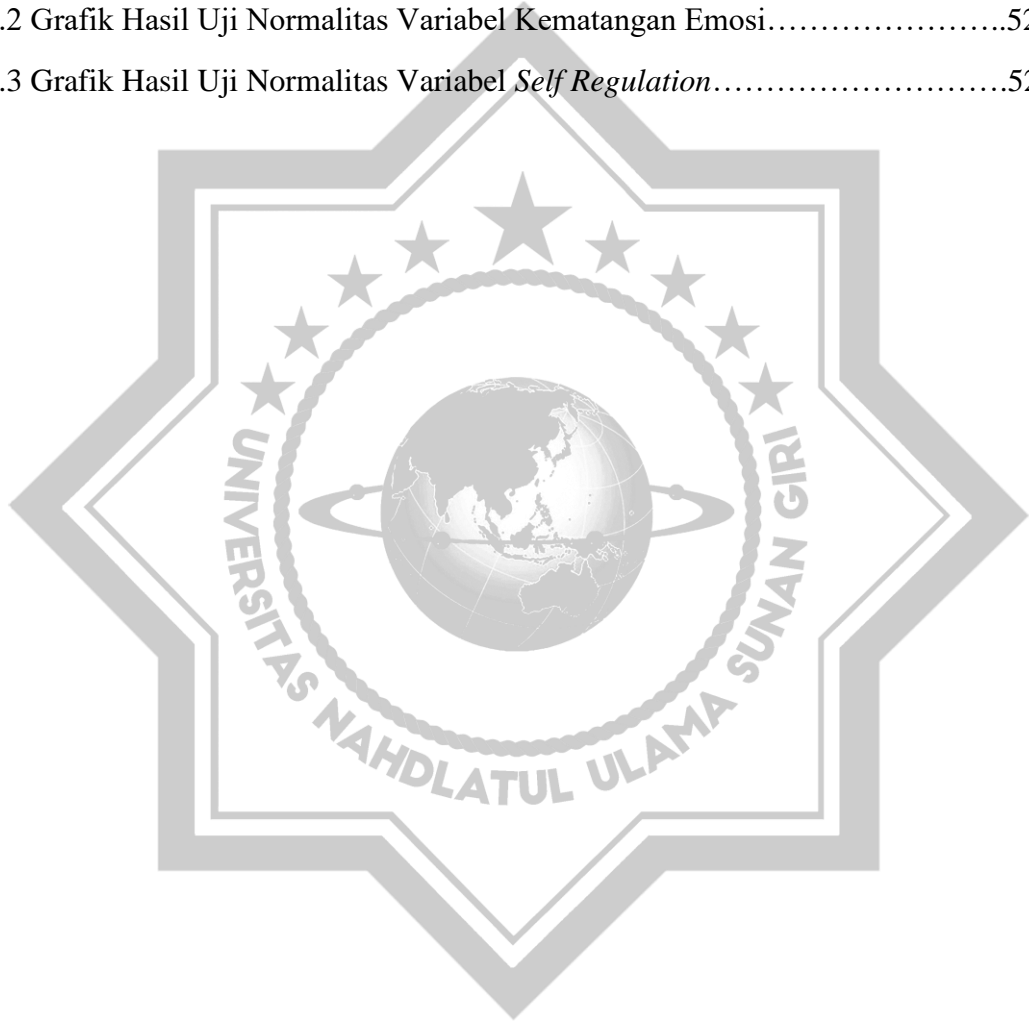 .2 Grafik Hasil Uji Normalitas Variabel Kematangan Emosi…………………..52
.3 Grafik Hasil Uji Normalitas Variabel Self Regulation……………………….52
UNIVERSITAS NAHDLATUL ULAMA SUNAN GIRI